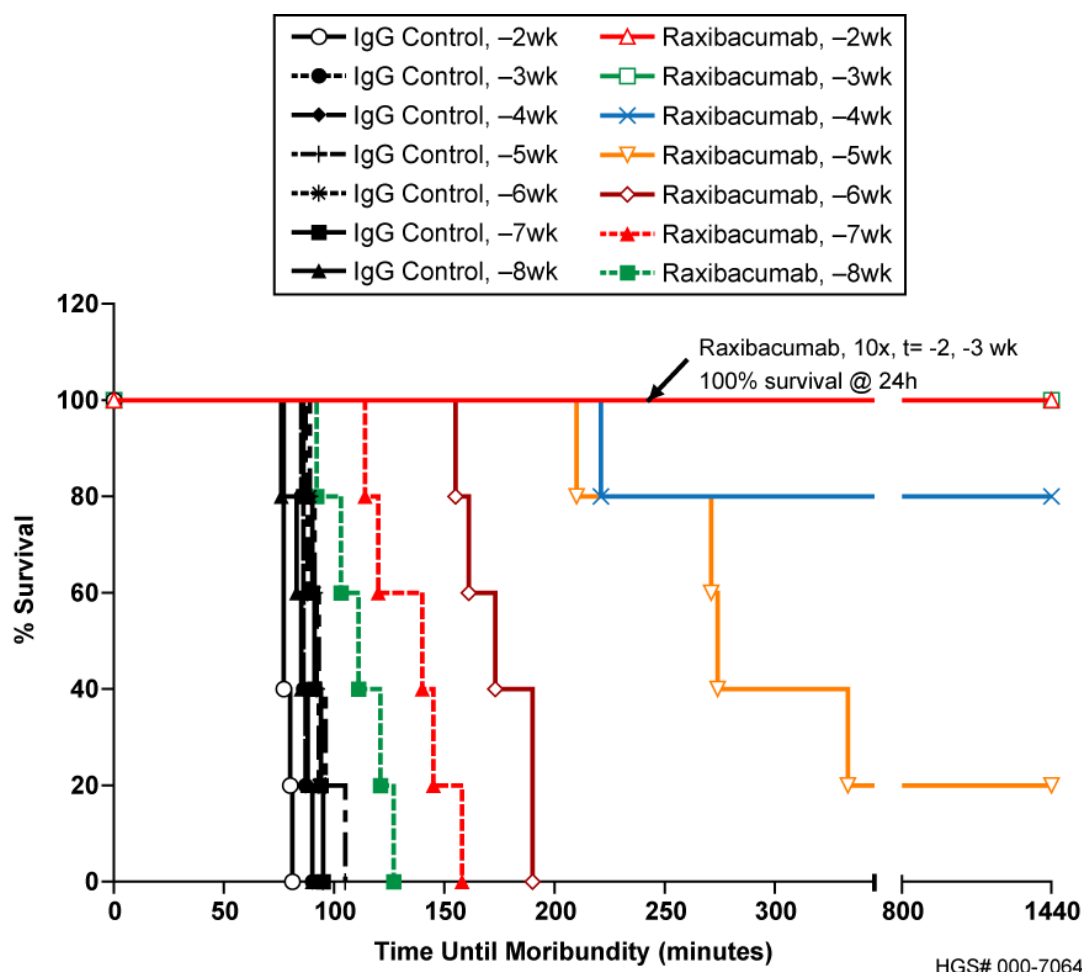 IgG Control, –2wk
Raxibacumab, –2wk
IgG Control, –3wk
Raxibacumab, –3wk
IgG Control, –4wk
Raxibacumab, –4wk
IgG Control, –5wk
Raxibacumab, –5wk
IgG Control, –6wk
Raxibacumab, –6wk
IgG Control, –7wk
Raxibacumab, –7wk
IgG Control, –8wk
Raxibacumab, –8wk
120
Raxibacumab, 10x, t= -2, -3 wk
100% survival @ 24h
100
80
60
40
20
0
% Survival
0 50 100 150 200 250 300 800 1440
Time Until Moribundity (minutes)
HGS# 000-7064